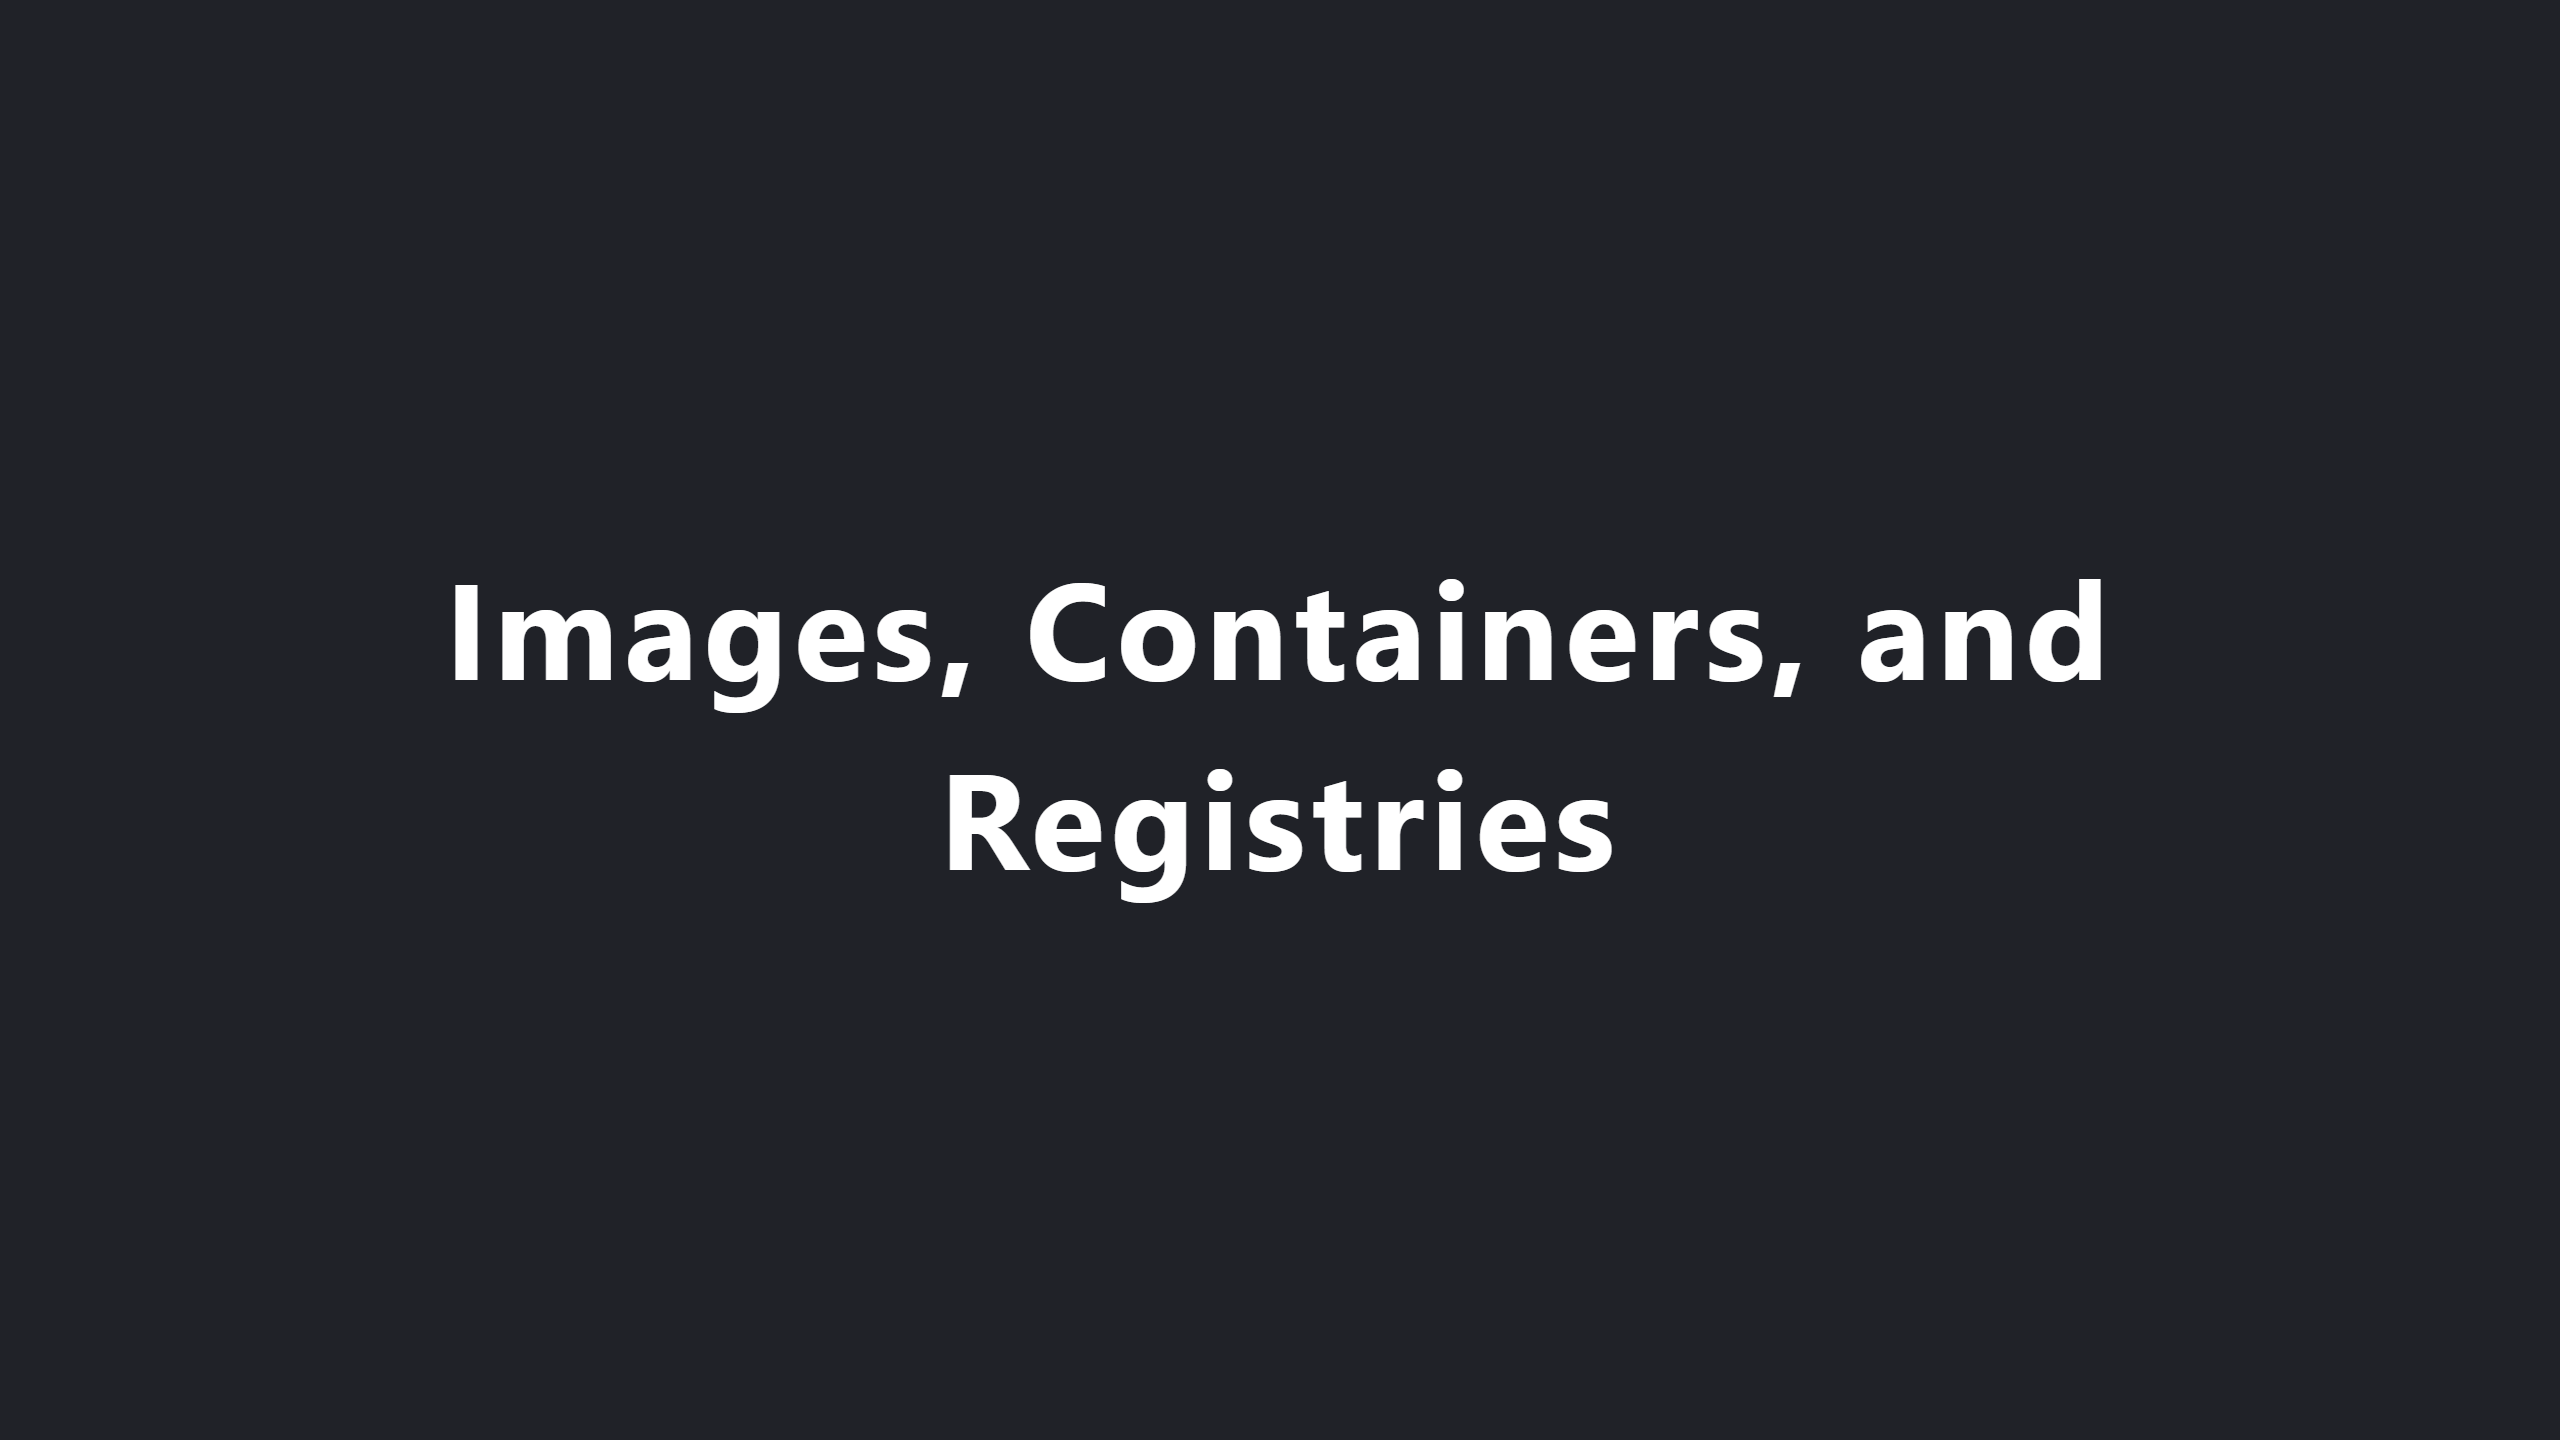 Images, Containers, and
Registries